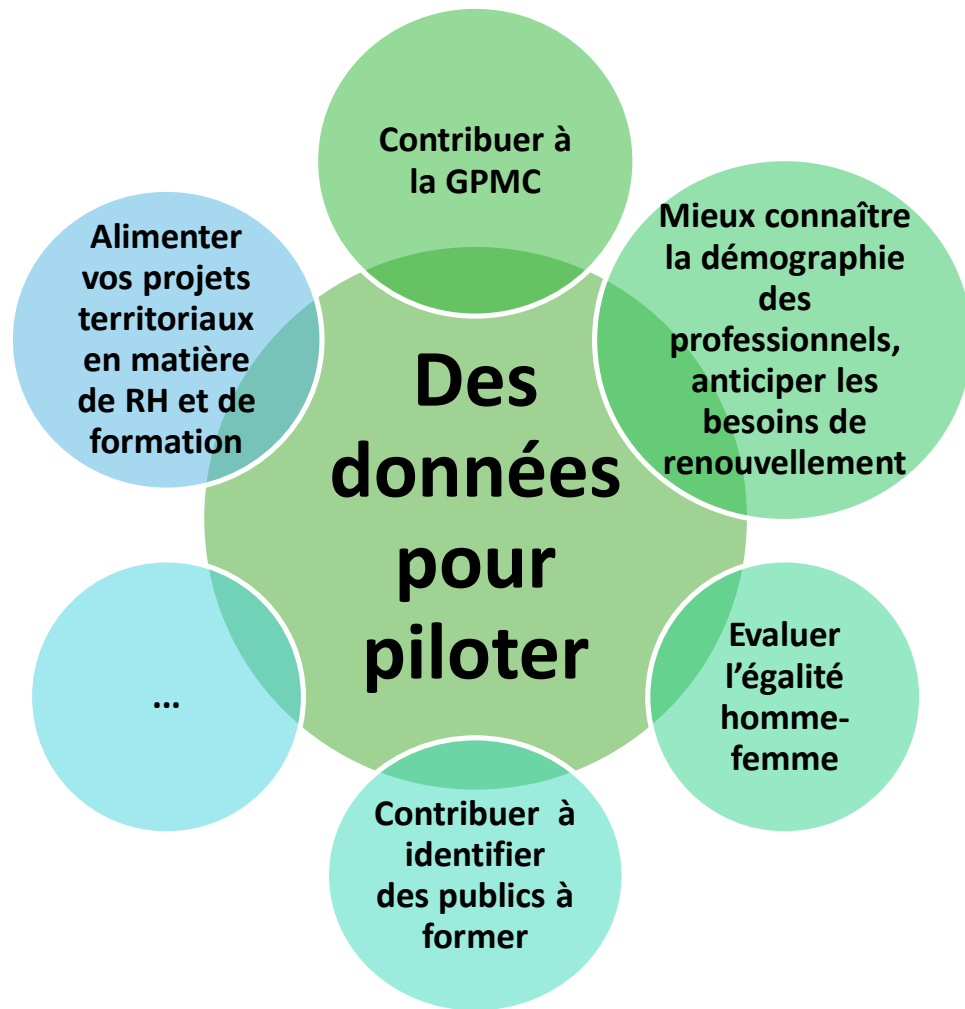 Contribuer à
la GPMC
Mieux connaître
la démographie
des
professionnels,
anticiper les
besoins de
renouvellement
Evaluer
l’égalité
homme-
femme
Contribuer à
identifier
des publics à
former
...
Alimenter
vos projets
territoriaux
en matière
de RH et de
formation
Des
données
pour
piloter